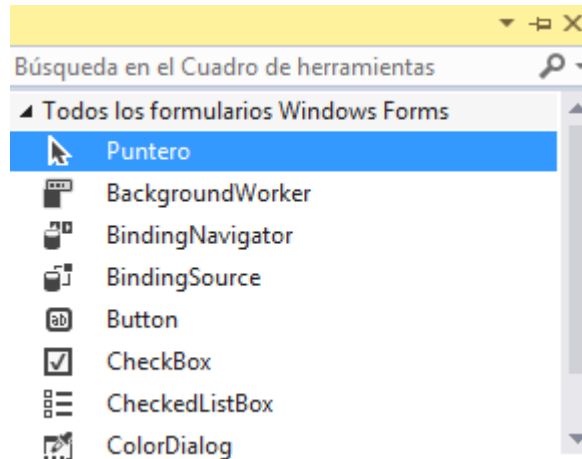 Búsqueda en el Cuadro de herramientas
Todos los formularios Windows Forms
Puntero
BackgroundWorker
BindingNavigator
BindingSource
Button
CheckBox
CheckedListBox
ColorDialog